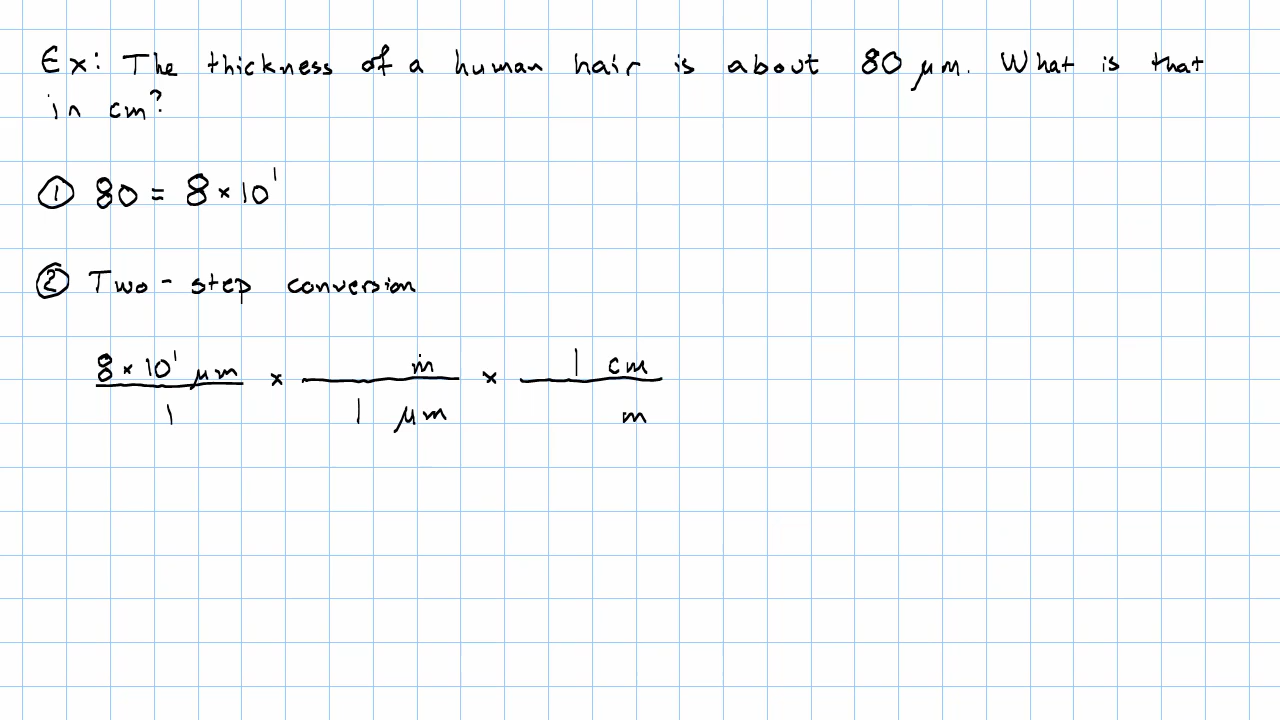 Ex: The thickness of a human hair is about 80 μm. What is that
in cm?
① 80 = 8 × 10¹
② Two-step conversion
8 × 10¹ μm × m × 1 cm
1 1 μm m